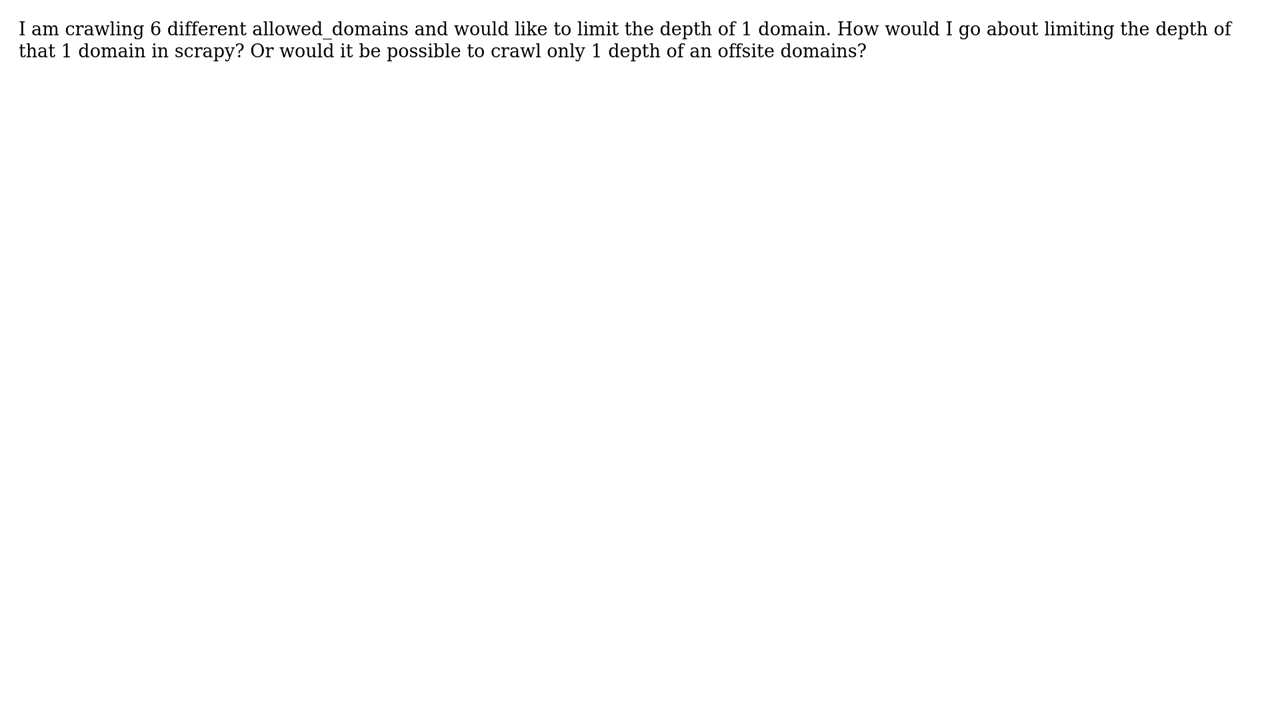 I am crawling 6 different allowed_domains and would like to limit the depth of 1 domain. How would I go about limiting the depth of
that 1 domain in scrapy? Or would it be possible to crawl only 1 depth of an offsite domains?